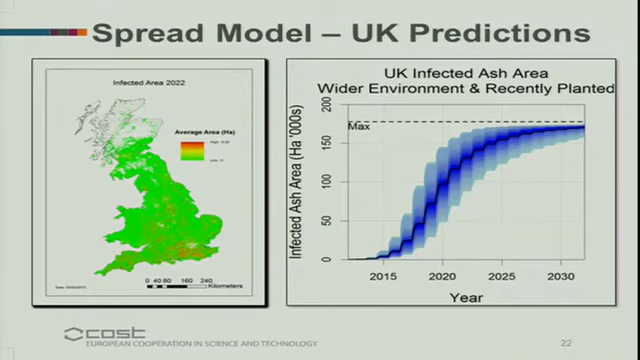 Spread Model – UK Predictions
Infected Area 2022
Average Area (Ha)
0 40 80 160 240
Kilometers
UK Infected Ash Area
Wider Environment & Recently Planted
Infected Ash Area (Ha '000s)
200
150
100
50
0
Max
2015 2020 2025 2030
Year
cost
EUROPEAN COOPERATION IN SCIENCE AND TECHNOLOGY
22